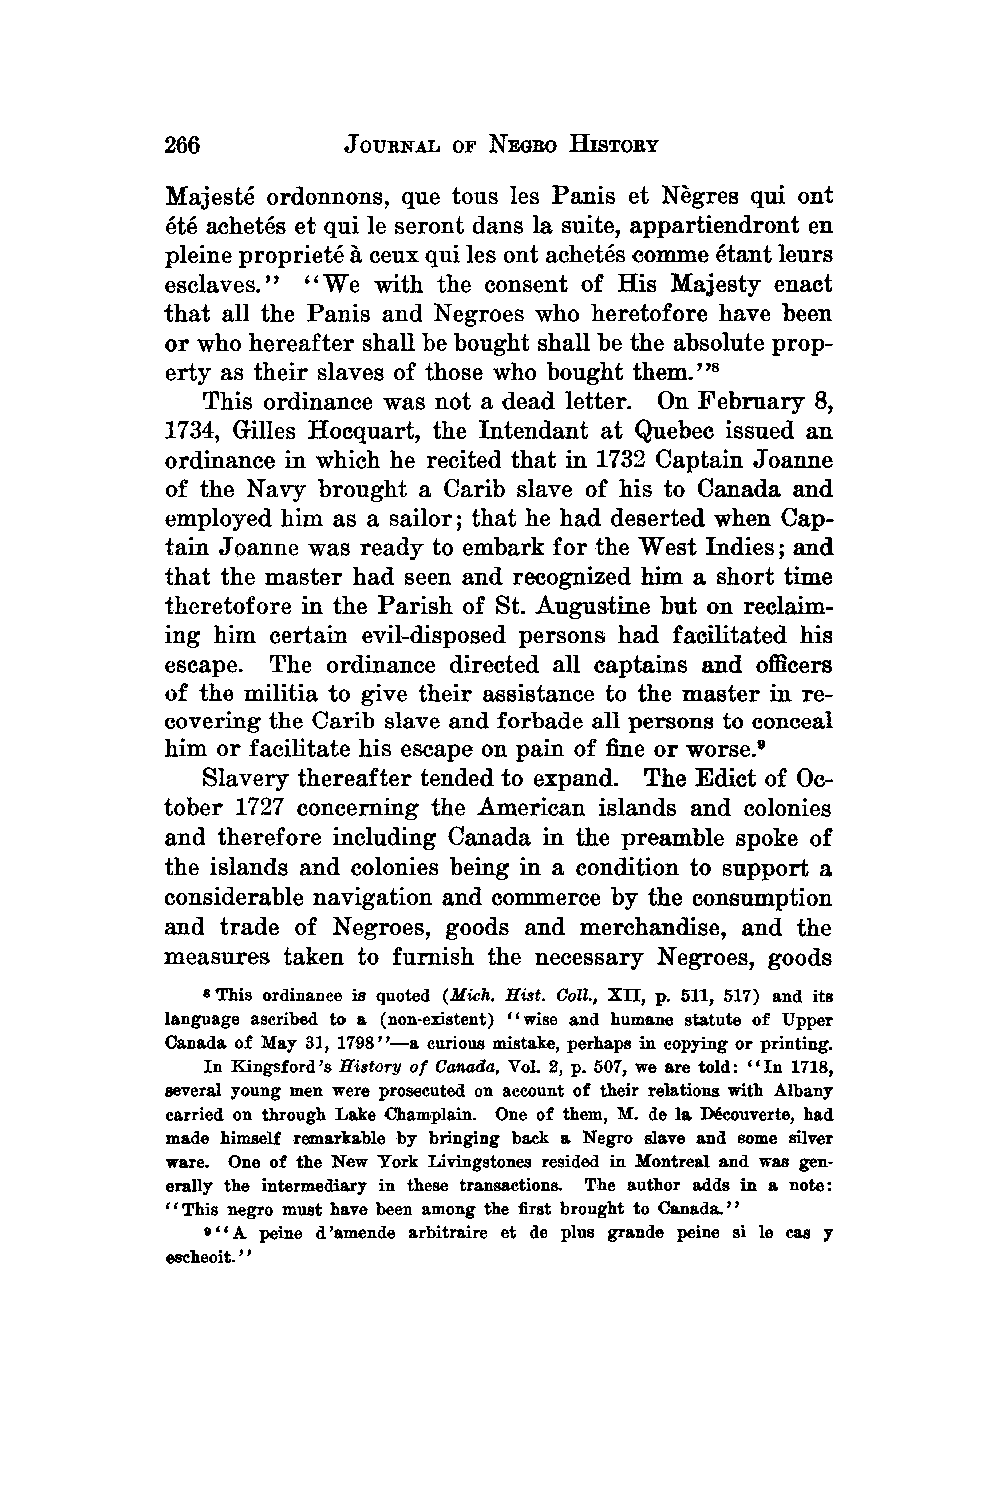 266 JOURNAL OF NEGRO HISTORY
Majesté ordonnons, que tous les Panis et Nègres qui ont
été achetés et qui le seront dans la suite, appartiendront en
pleine proprieté à ceux qui les ont achetés comme étant leurs
esclaves.'' ''We with the consent of His Majesty enact
that all the Panis and Negroes who heretofore have been
or who hereafter shall be bought shall be the absolute prop-
erty as their slaves of those who bought them.''⁸
This ordinance was not a dead letter. On February 8,
1734, Gilles Hocquart, the Intendant at Quebec issued an
ordinance in which he recited that in 1732 Captain Joanne
of the Navy brought a Carib slave of his to Canada and
employed him as a sailor; that he had deserted when Cap-
tain Joanne was ready to embark for the West Indies; and
that the master had seen and recognized him a short time
theretofore in the Parish of St. Augustine but on reclaim-
ing him certain evil-disposed persons had facilitated his
escape. The ordinance directed all captains and officers
of the militia to give their assistance to the master in re-
covering the Carib slave and forbade all persons to conceal
him or facilitate his escape on pain of fine or worse.⁹
Slavery thereafter tended to expand. The Edict of Oc-
tober 1727 concerning the American islands and colonies
and therefore including Canada in the preamble spoke of
the islands and colonies being in a condition to support a
considerable navigation and commerce by the consumption
and trade of Negroes, goods and merchandise, and the
measures taken to furnish the necessary Negroes, goods
⁸ This ordinance is quoted (Mich. Hist. Coll., XII, p. 511, 517) and its
language ascribed to a (non-existent) ''wise and humane statute of Upper
Canada of May 31, 1798''—a curious mistake, perhaps in copying or printing.
In Kingsford's History of Canada, Vol. 2, p. 507, we are told: ''In 1718,
several young men were prosecuted on account of their relations with Albany
carried on through Lake Champlain. One of them, M. de la Découverte, had
made himself remarkable by bringing back a Negro slave and some silver
ware. One of the New York Livingstones resided in Montreal and was gen-
erally the intermediary in these transactions. The author adds in a note:
''This negro must have been among the first brought to Canada.''
⁹ ''A peine d'amende arbitraire et de plus grande peine si le cas y
escheoit.''